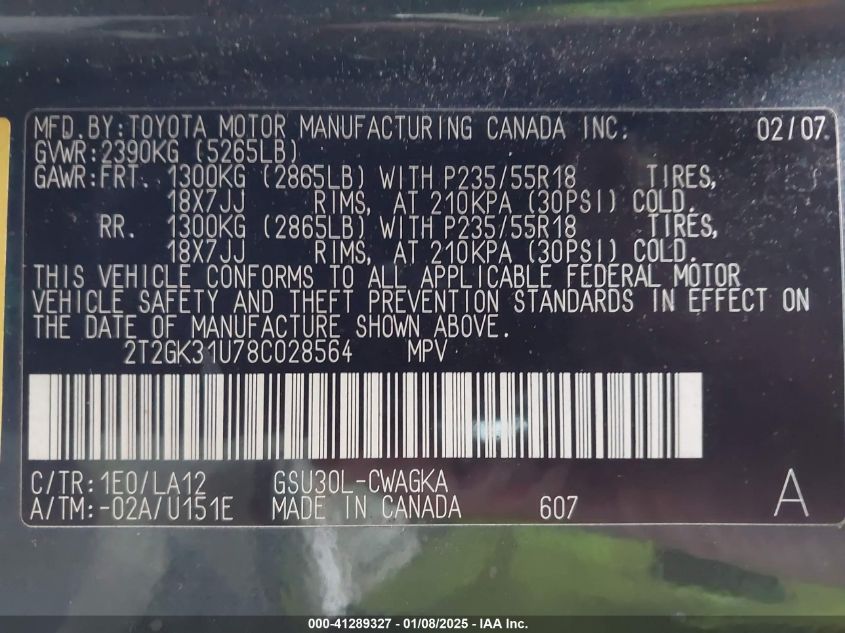 MFD.BY:TOYOTA MOTOR MANUFACTURING CANADA INC. 02/07
GVWR:2390KG (5265LB)
GAWR:FRT. 1300KG (2865LB) WITH P235/55R18 TIRES,
18X7JJ RIMS, AT 210KPA (30PSI) COLD.
RR. 1300KG (2865LB) WITH P235/55R18 TIRES,
18X7JJ RIMS, AT 210KPA (30PSI) COLD.
THIS VEHICLE CONFORMS TO ALL APPLICABLE FEDERAL MOTOR
VEHICLE SAFETY AND THEFT PREVENTION STANDARDS IN EFFECT ON
THE DATE OF MANUFACTURE SHOWN ABOVE.
2T2GK31U78C028564 MPV
C/TR:1E0/LA12 GSU30L-CWAGKA
A/TM:-02A/U151E MADE IN CANADA 607 A
000-41289327 - 01/08/2025 - IAA Inc.